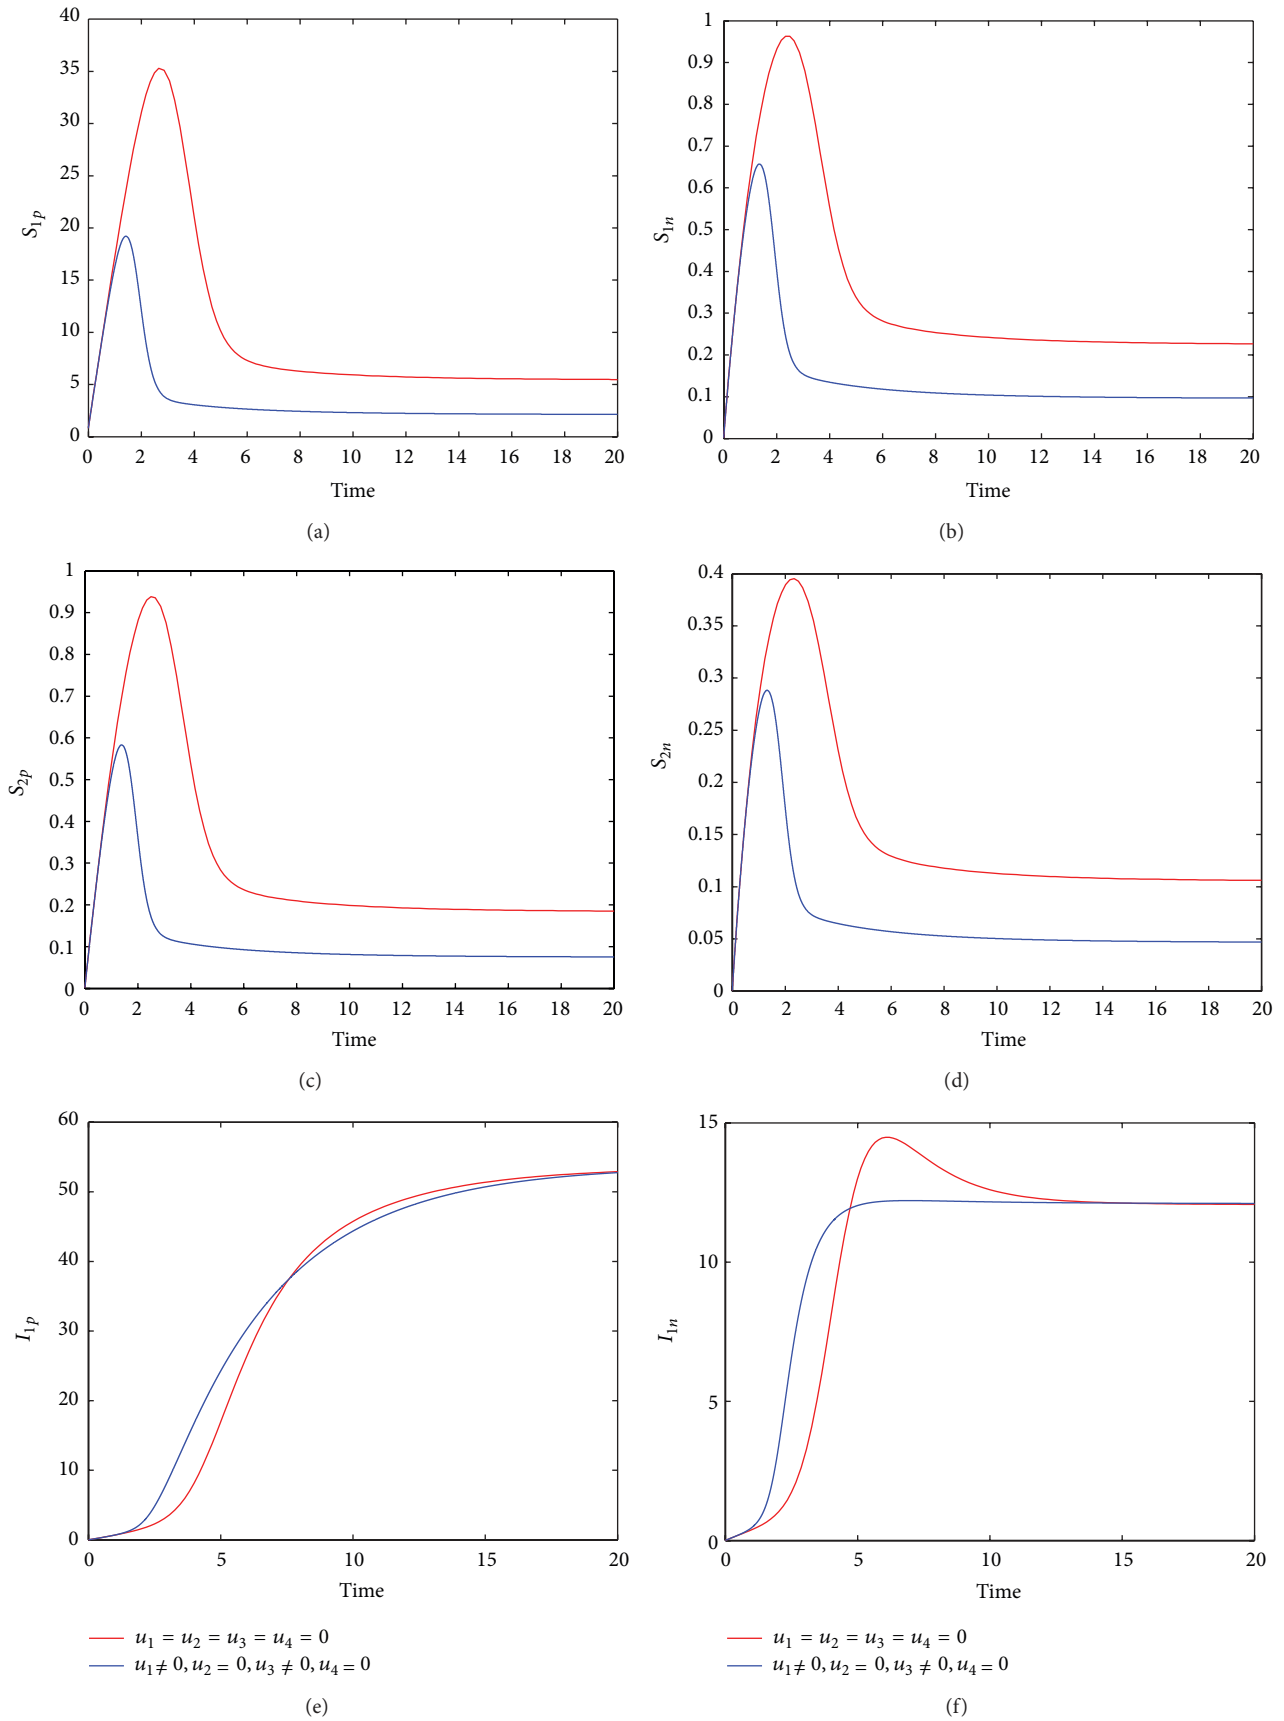 40
35
30
25
20
15
10
5
0
S1p
0 2 4 6 8 10 12 14 16 18 20
Time
(a)
1
0.9
0.8
0.7
0.6
0.5
0.4
0.3
0.2
0.1
0
S1n
0 2 4 6 8 10 12 14 16 18 20
Time
(b)
1
0.9
0.8
0.7
0.6
0.5
0.4
0.3
0.2
0.1
0
S2p
0 2 4 6 8 10 12 14 16 18 20
Time
(c)
0.4
0.35
0.3
0.25
0.2
0.15
0.1
0.05
0
S2n
0 2 4 6 8 10 12 14 16 18 20
Time
(d)
60
50
40
30
20
10
0
I1p
0 5 10 15 20
Time
u1 = u2 = u3 = u4 = 0
u1 ≠ 0, u2 = 0, u3 ≠ 0, u4 = 0
(e)
15
10
5
0
I1n
0 5 10 15 20
Time
u1 = u2 = u3 = u4 = 0
u1 ≠ 0, u2 = 0, u3 ≠ 0, u4 = 0
(f)